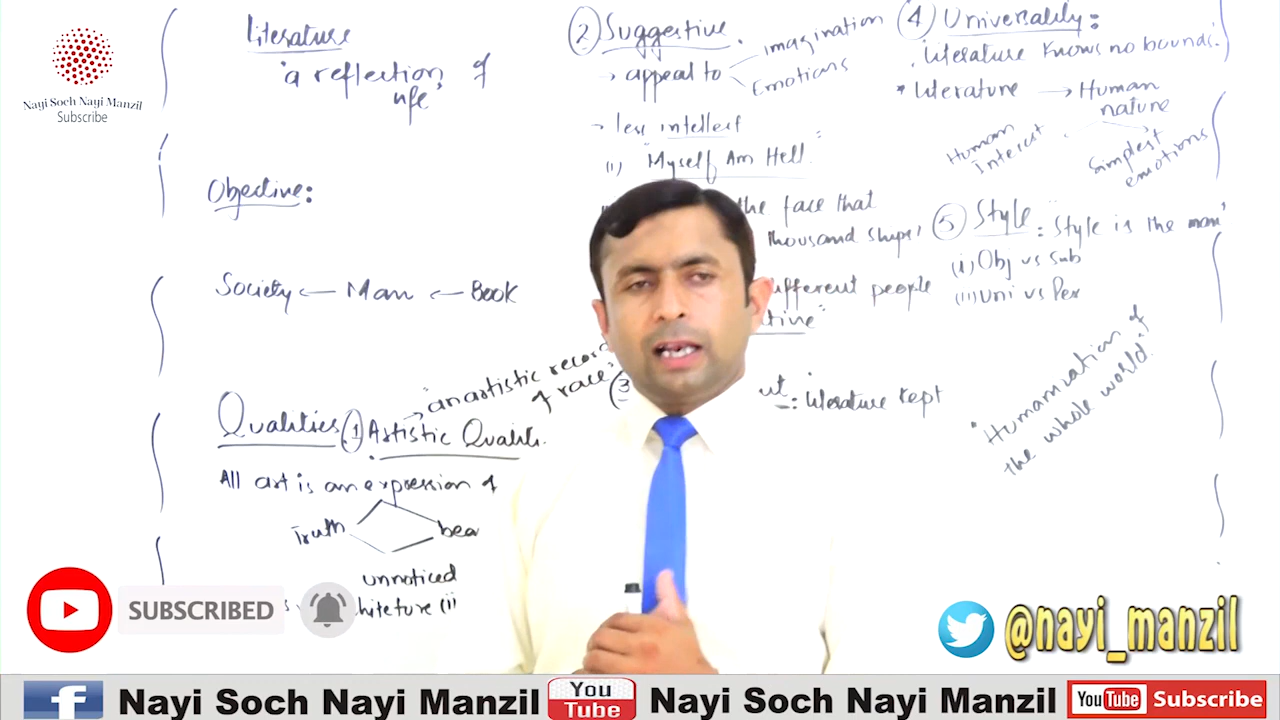 Nayi Soch Nayi Manzil
Subscribe
Literature
"a reflection of
life"
Objective:
Society ← Man ← Book
Qualities (1) Artistic Qualiti.
→ "an artistic record
of race"
All art is an expression of
Truth
bea
unnoticed
(2) Suggestive.
→ appeal to
imagination
Emotions
→ less intellect
(i) "Myself Am Hell."
the face that
thousand ships"
different people
(3
: literature kept
(4) Universality:
. literature knows no bounds.
* literature → Human
nature
Human
Interest
Simplest
emotions
(5) Style : Style is the man"
(i) Obj vs Sub
(ii) Uni vs Per
"Humanization of
the whole world."
SUBSCRIBED
@nayi_manzil
f Nayi Soch Nayi Manzil You Tube Nayi Soch Nayi Manzil YouTube Subscribe